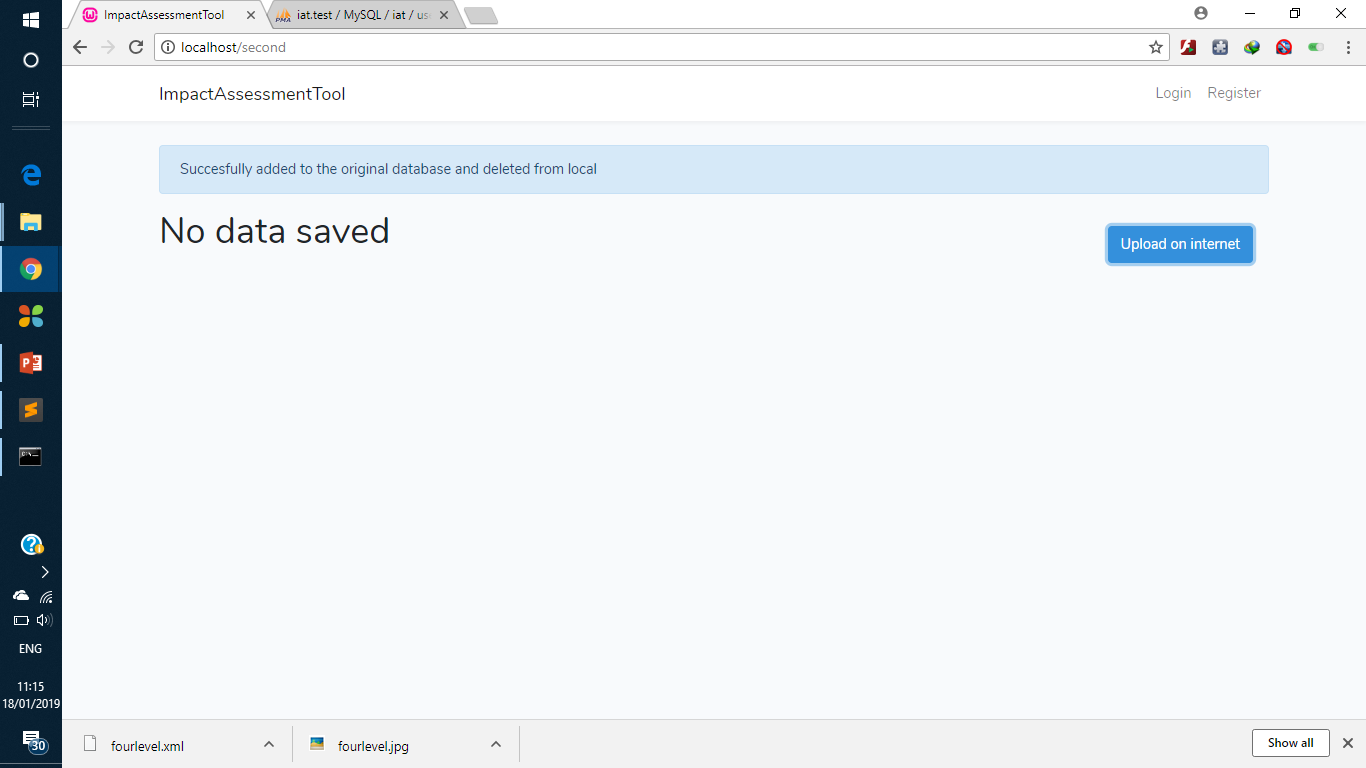 ImpactAssessmentTool
iat.test / MySQL / iat / us
localhost/second
ImpactAssessmentTool
Login
Register
Succesfully added to the original database and deleted from local
No data saved
Upload on internet
ENG
11:15
18/01/2019
30
fourlevel.xml
fourlevel.jpg
Show all